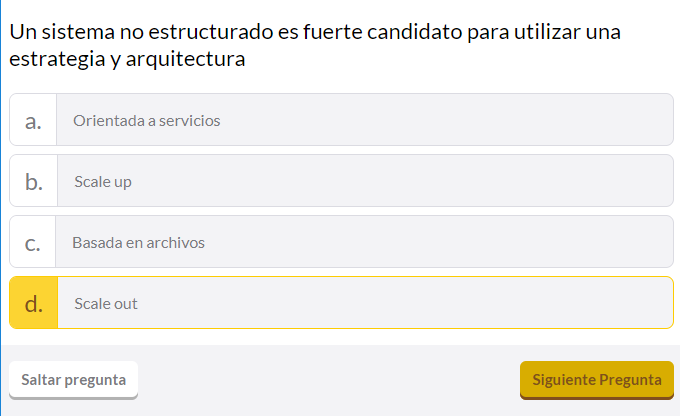 Un sistema no estructurado es fuerte candidato para utilizar una
estrategia y arquitectura
a. Orientada a servicios
b. Scale up
c. Basada en archivos
d. Scale out
Saltar pregunta
Siguiente Pregunta